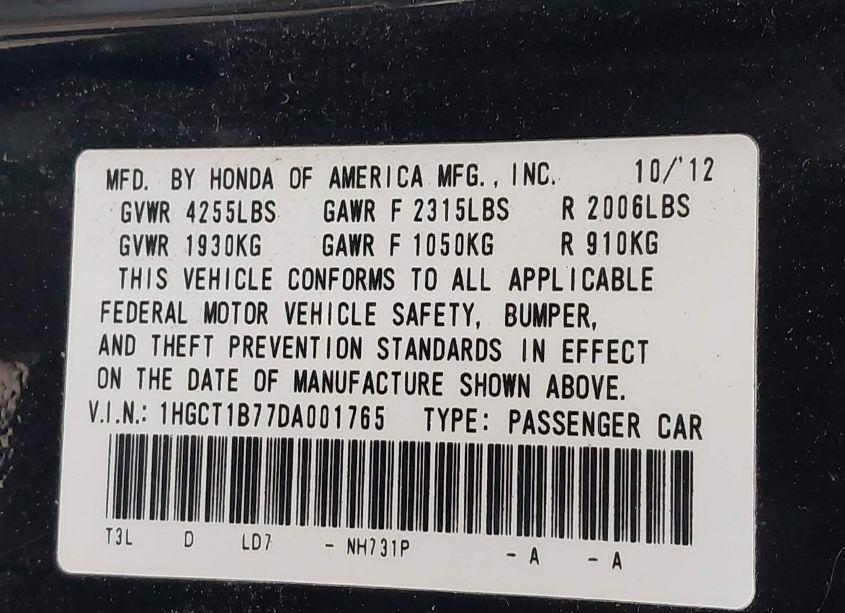 MFD. BY HONDA OF AMERICA MFG., INC. 10/'12
GVWR 4255LBS GAWR F 2315LBS R 2006LBS
GVWR 1930KG GAWR F 1050KG R 910KG
THIS VEHICLE CONFORMS TO ALL APPLICABLE
FEDERAL MOTOR VEHICLE SAFETY, BUMPER,
AND THEFT PREVENTION STANDARDS IN EFFECT
ON THE DATE OF MANUFACTURE SHOWN ABOVE.
V.I.N.: 1HGCT1B77DA001765 TYPE: PASSENGER CAR
T3L D LD7 - NH731P - A - A